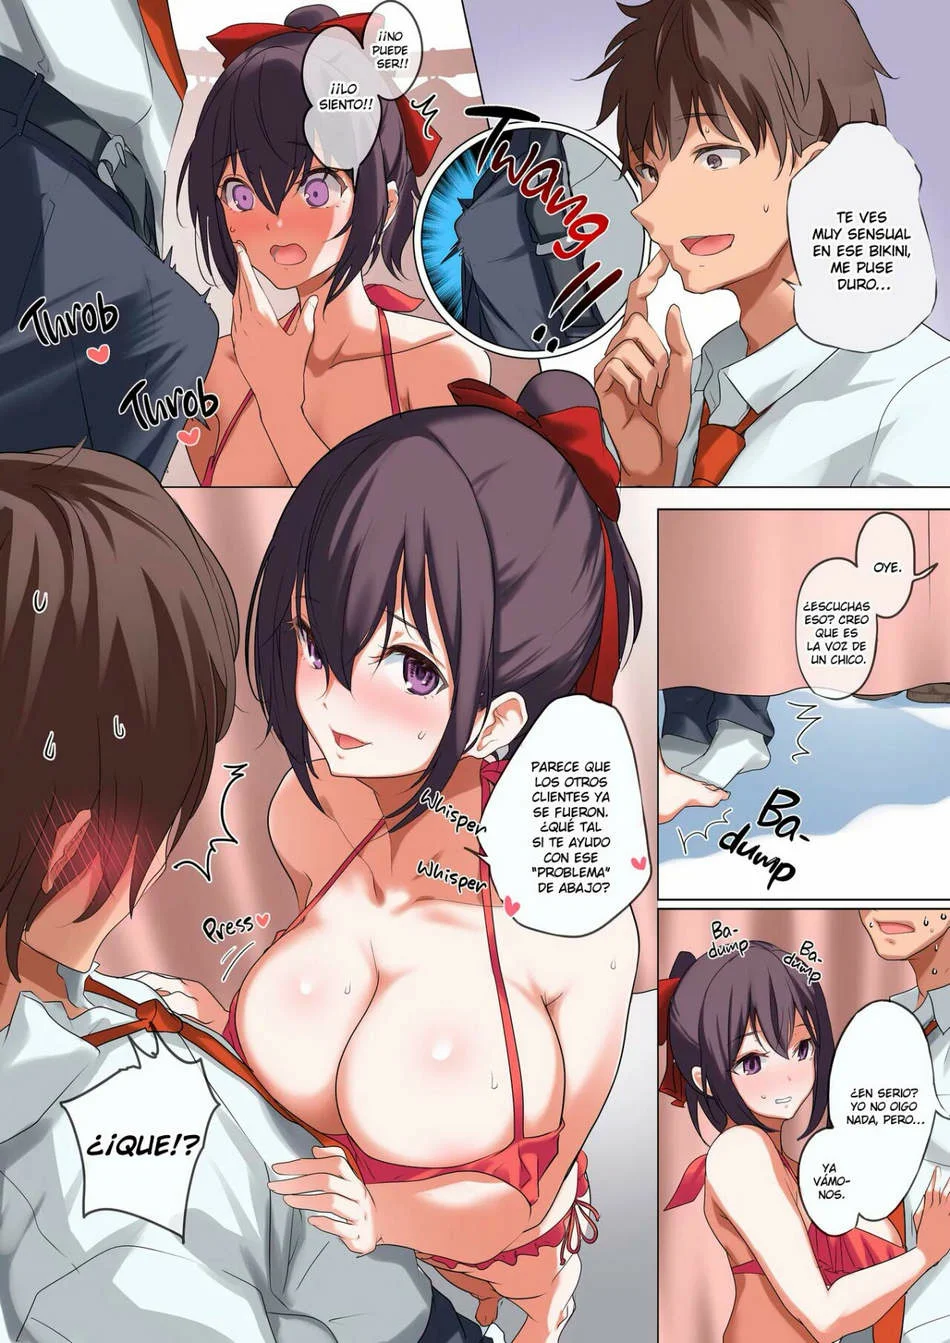 ¡¡NO
PUEDE
SER!!
¡¡LO
SIENTO!!
Twang!!
TE VES
MUY SENSUAL
EN ESE BIKINI,
ME PUSE
DURO...
Throb
Throb
OYE.
¿ESCUCHAS
ESO? CREO
QUE ES
LA VOZ DE
UN CHICO.
Ba-
dump
PARECE QUE
LOS OTROS
CLIENTES YA
SE FUERON.
¿QUÉ TAL
SI TE AYUDO
CON ESE
"PROBLEMA"
DE ABAJO?
Whisper
Whisper
Press
¿¡QUE!?
Ba-
dump
Ba-
dump
¿EN SERIO?
YO NO OIGO
NADA, PERO...
YA
VÁMO-
NOS.